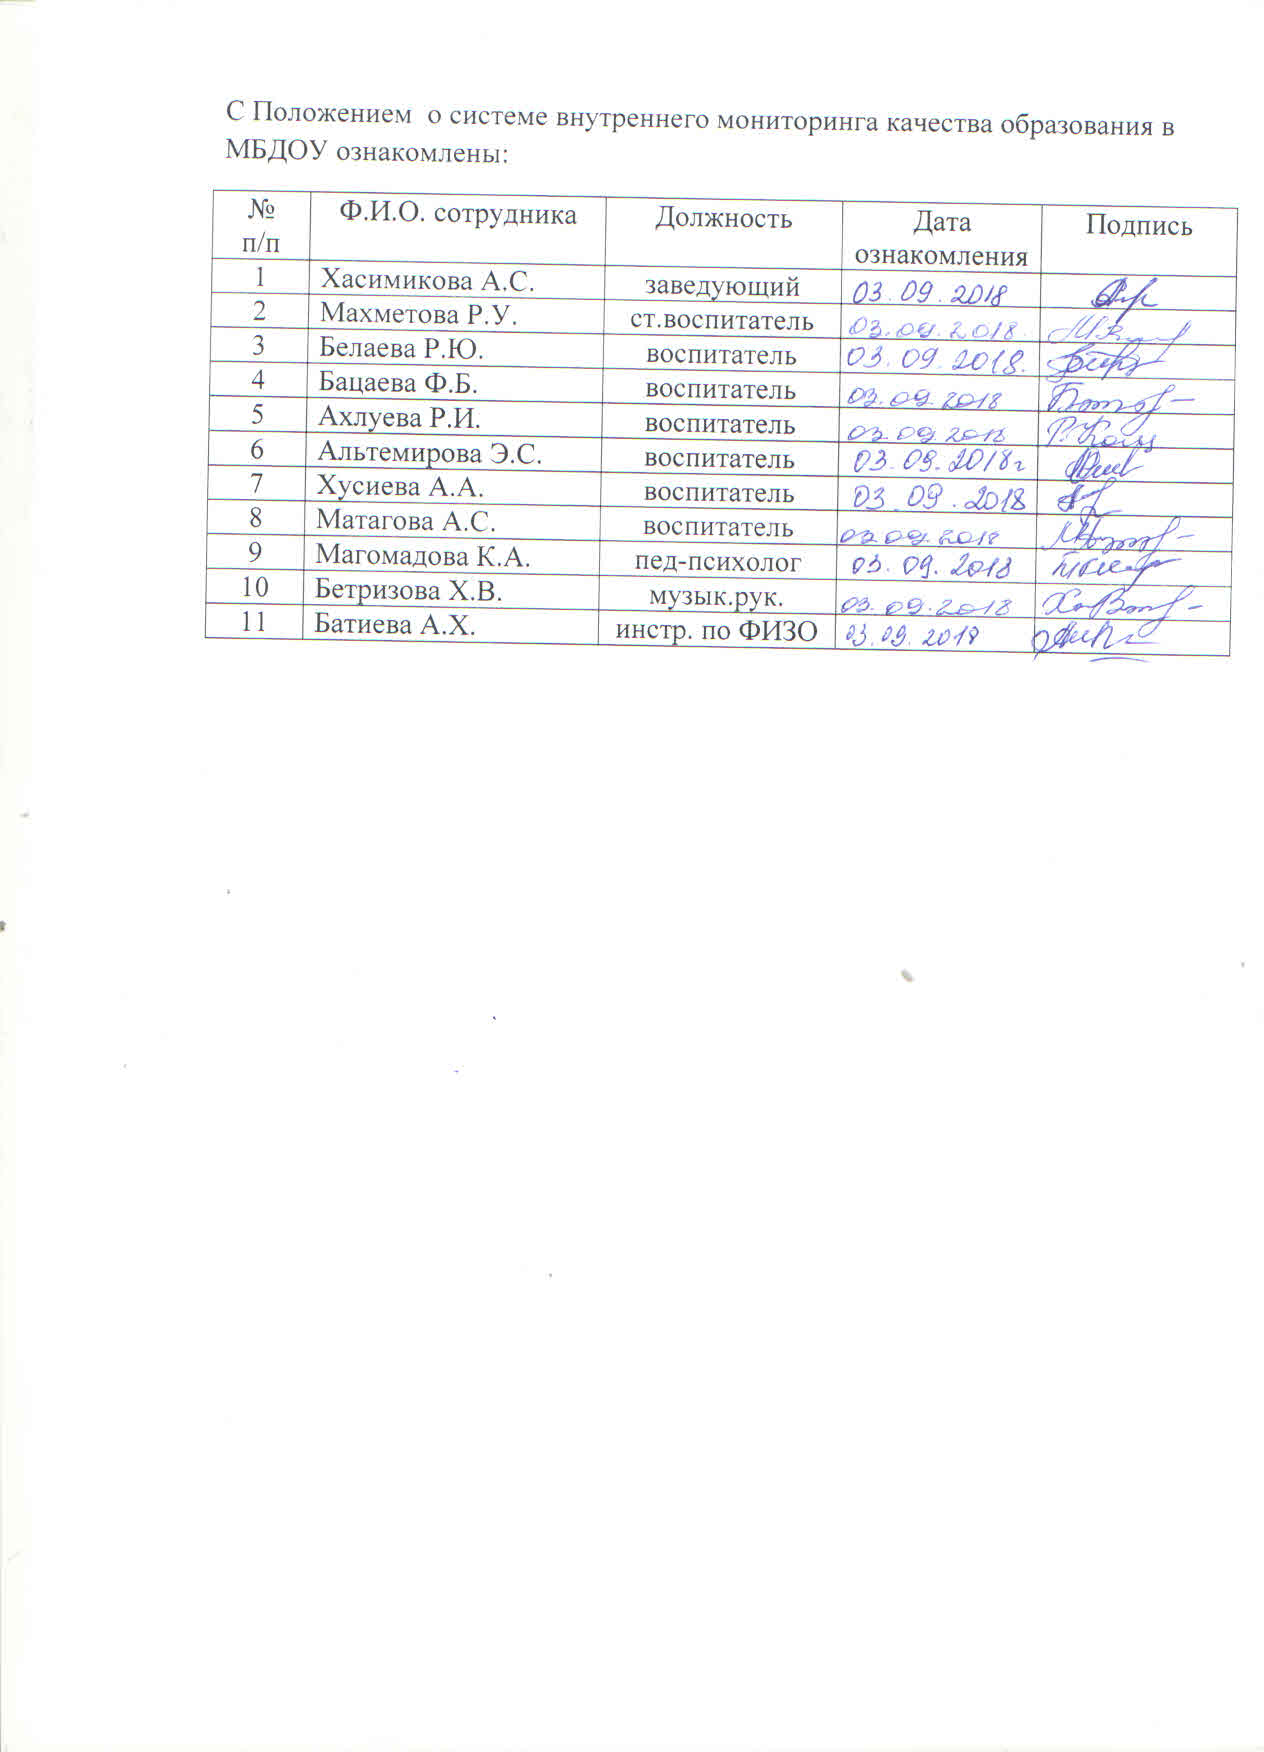 С Положением о системе внутреннего мониторинга качества образования в
МБДОУ ознакомлены:
№ п/п Ф.И.О. сотрудника Должность Дата ознакомления Подпись
1 Хасимикова А.С. заведующий 03.09.2018
2 Махметова Р.У. ст.воспитатель 03.09.2018.
3 Белаева Р.Ю. воспитатель 03.09.2018.
4 Бацаева Ф.Б. воспитатель 03.09.2018
5 Ахлуева Р.И. воспитатель 03.09.2018
6 Альтемирова Э.С. воспитатель 03.09.2018г
7 Хусиева А.А. воспитатель 03.09.2018
8 Матагова А.С. воспитатель 03.09.2018
9 Магомадова К.А. пед-психолог 03.09.2018
10 Бетризова Х.В. музык.рук. 03.09.2018
11 Батиева А.Х. инстр. по ФИЗО 03.09.2018